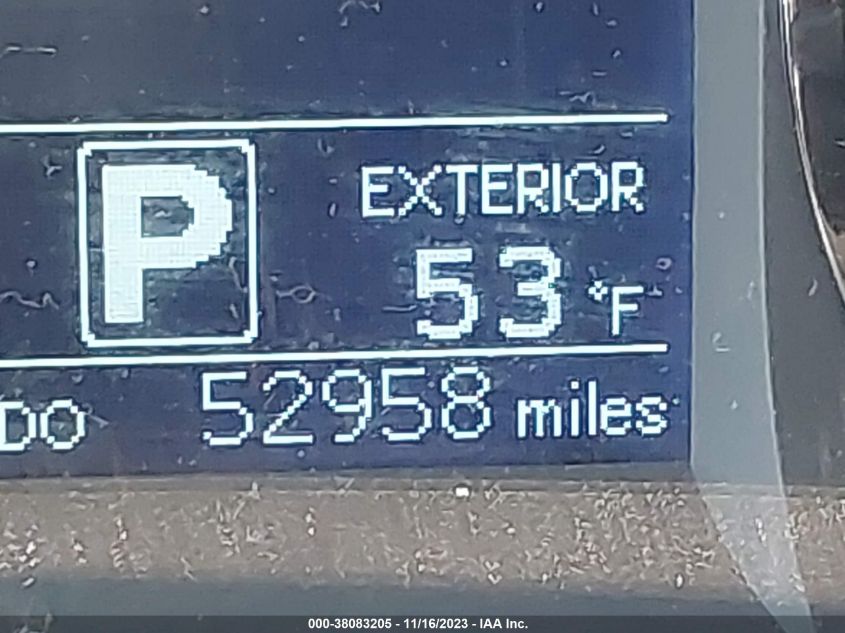 P
EXTERIOR
53 °F
DO 52958 miles
000-38083205 - 11/16/2023 - IAA Inc.